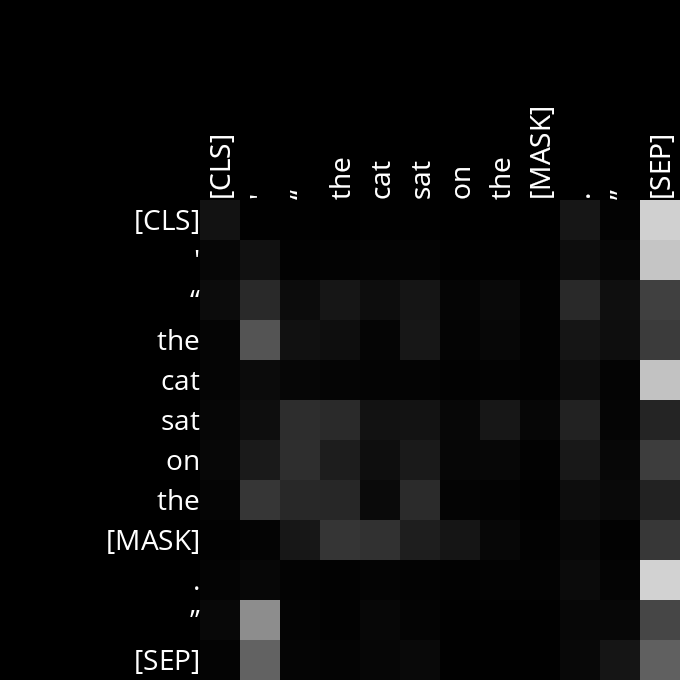 [CLS] ' “ the cat sat on the [MASK] . ” [SEP]
[CLS]
'
“
the
cat
sat
on
the
[MASK]
.
”
[SEP]